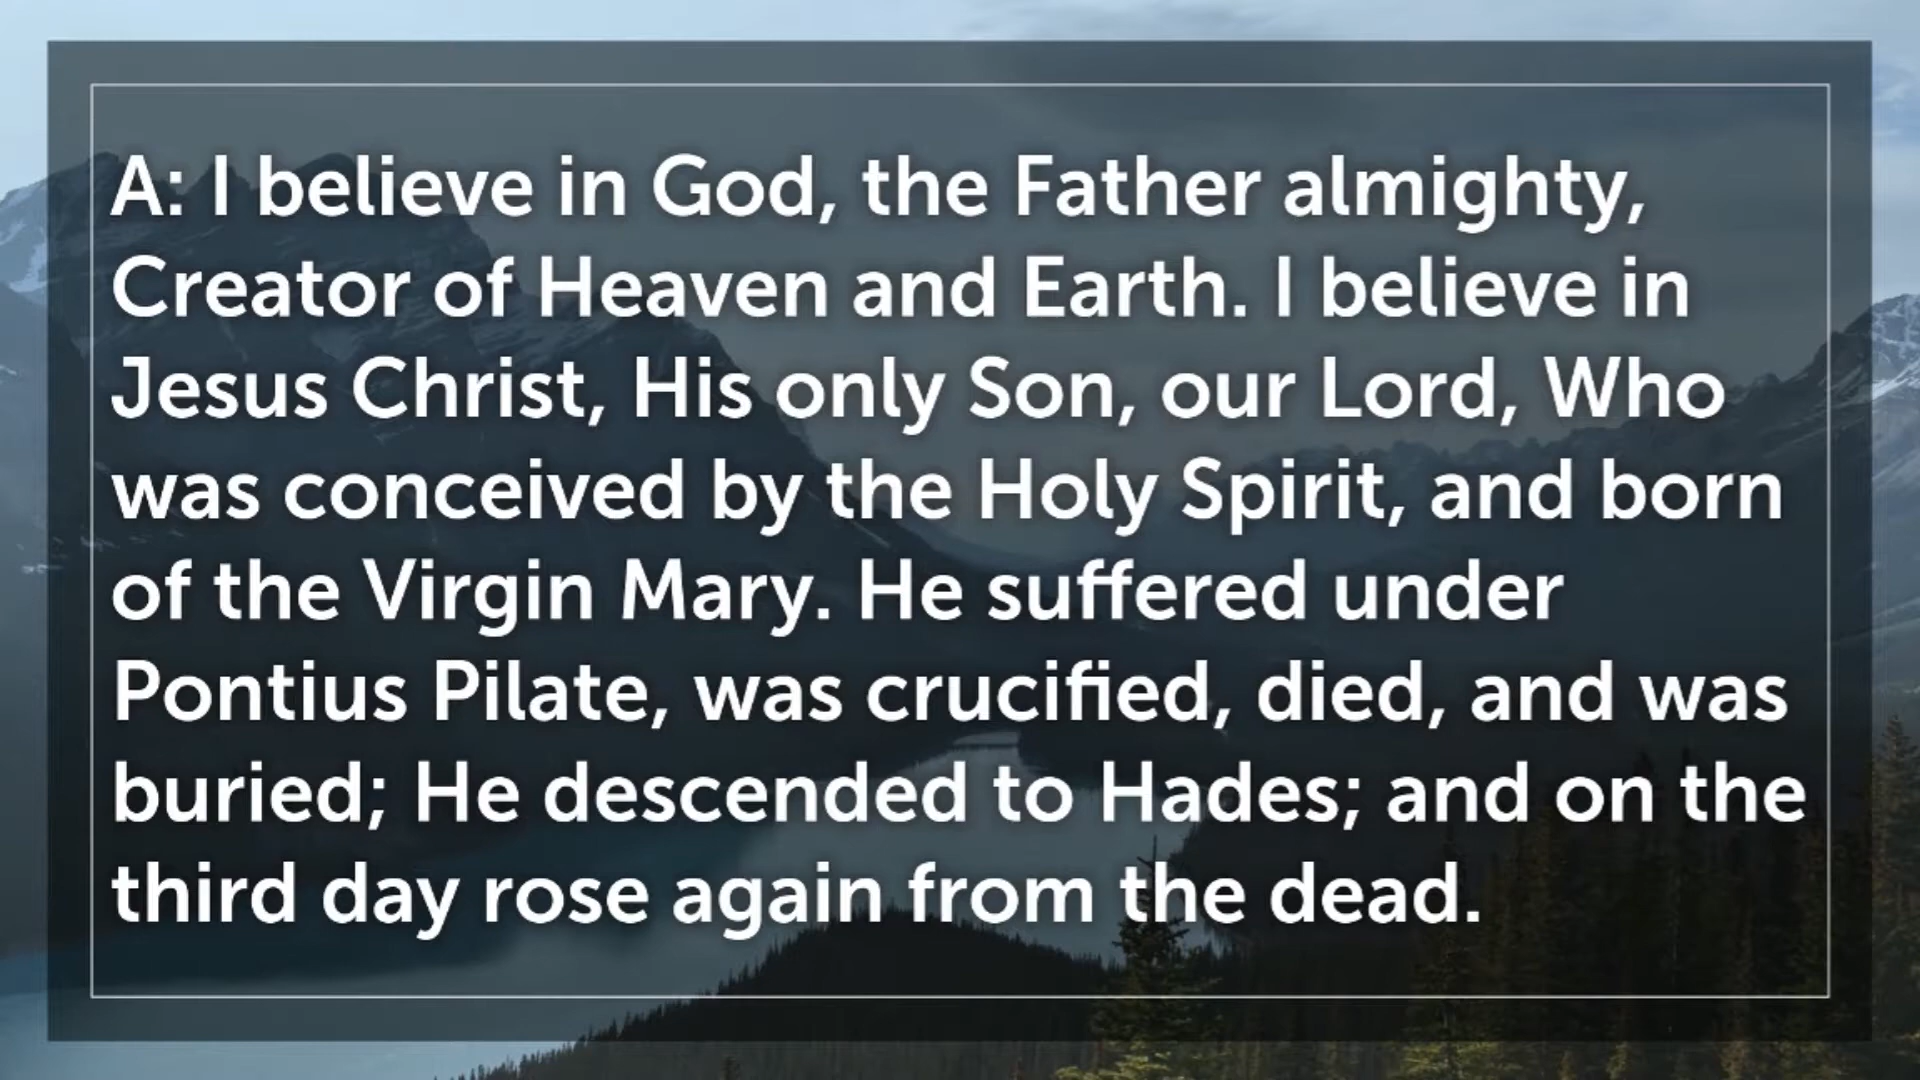 A: I believe in God, the Father almighty,
Creator of Heaven and Earth. I believe in
Jesus Christ, His only Son, our Lord, Who
was conceived by the Holy Spirit, and born
of the Virgin Mary. He suffered under
Pontius Pilate, was crucified, died, and was
buried; He descended to Hades; and on the
third day rose again from the dead.